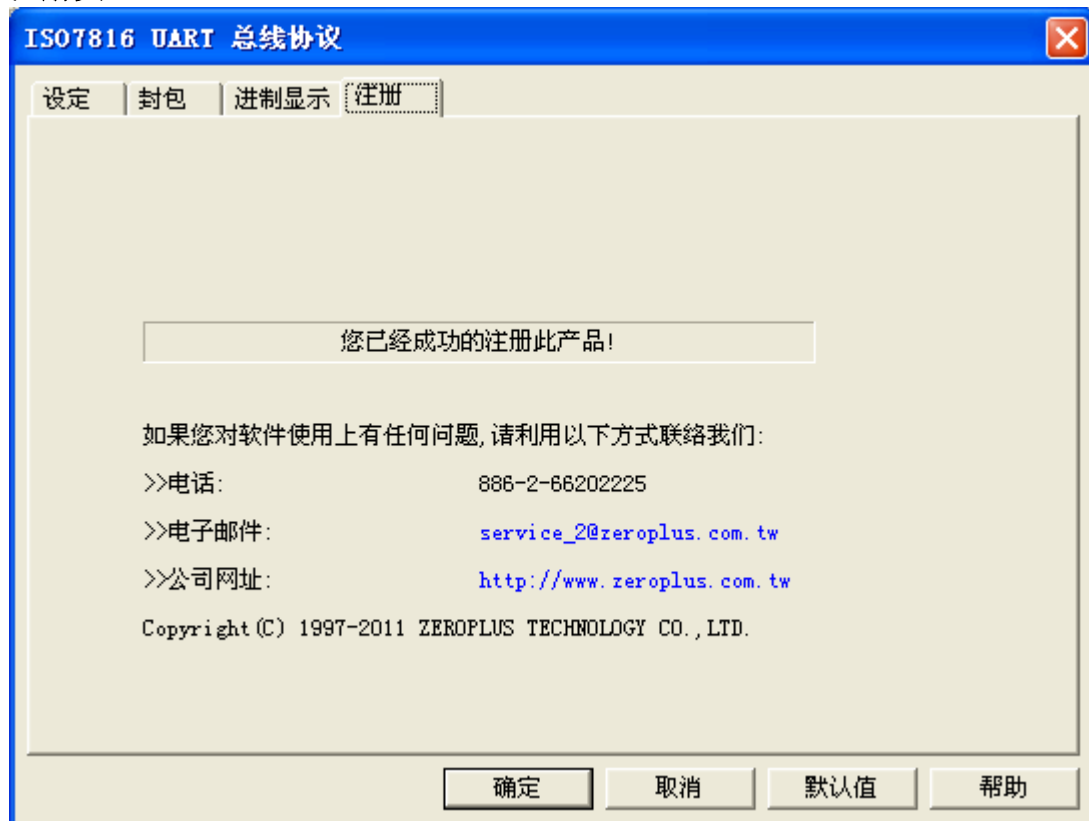 ISO7816 UART 总线协议
设定 封包 进制显示 注册
您已经成功的注册此产品!
如果您对软件使用上有任何问题,请利用以下方式联络我们:
>>电话: 886-2-66202225
>>电子邮件: service_2@zeroplus.com.tw
>>公司网址: http://www.zeroplus.com.tw
Copyright(C) 1997-2011 ZEROPLUS TECHNOLOGY CO.,LTD.
确定 取消 默认值 帮助